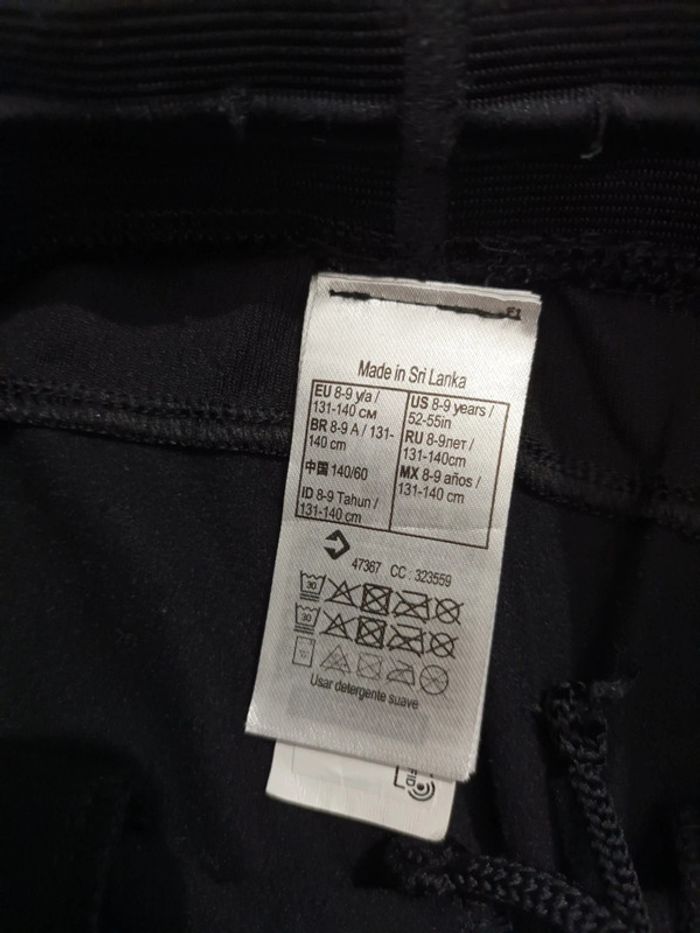 F1
Made in Sri Lanka
EU 8-9 y/a /
131-140 см
BR 8-9 A / 131-
140 cm
中国 140/60
ID 8-9 Tahun /
131-140 cm
US 8-9 years /
52-55in
RU 8-9лет /
131-140cm
MX 8-9 años /
131-140 cm
47367 CC : 323559
30
30
Usar detergente suave
RFID